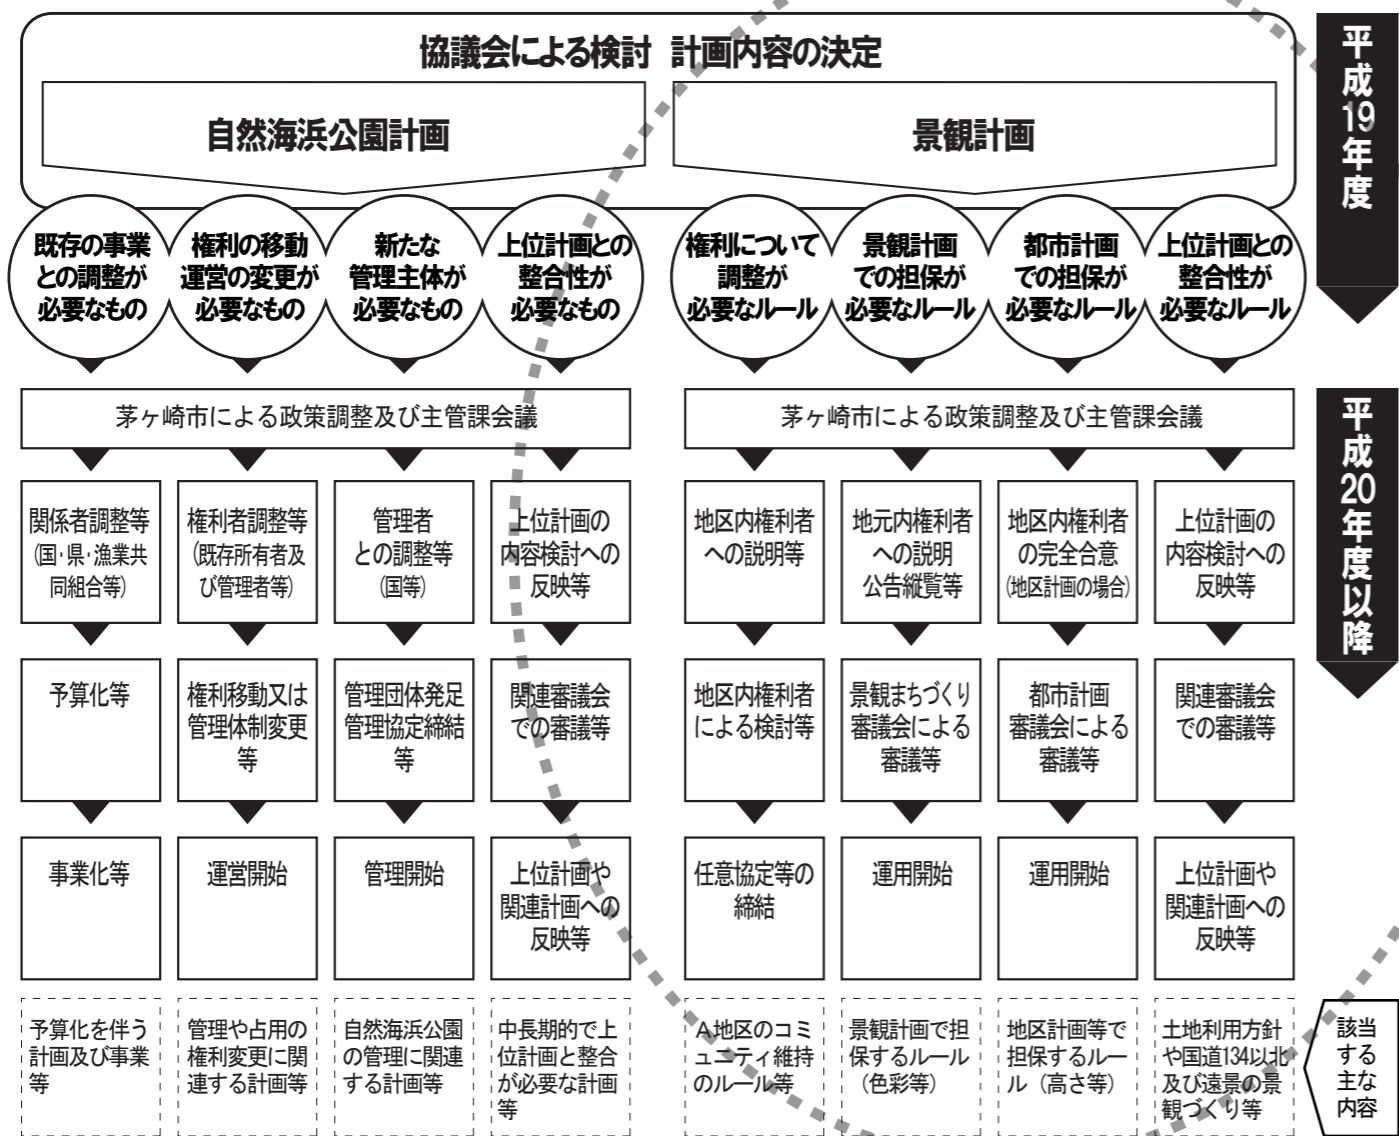 協議会による検討 計画内容の決定
自然海浜公園計画
景観計画
平成19年度
既存の事業
との調整が
必要なもの
権利の移動
運営の変更が
必要なもの
新たな
管理主体が
必要なもの
上位計画との
整合性が
必要なもの
権利について
調整が
必要なルール
景観計画
での担保が
必要なルール
都市計画
での担保が
必要なルール
上位計画との
整合性が
必要なルール
茅ヶ崎市による政策調整及び主管課会議
茅ヶ崎市による政策調整及び主管課会議
平成20年度以降
関係者調整等
(国・県・漁業共
同組合等)
権利者調整等
(既存所有者及
び管理者等)
管理者
との調整等
(国等)
上位計画の
内容検討への
反映等
地区内権利者
への説明等
地元内権利者
への説明
公告縦覧等
地区内権利者
の完全合意
(地区計画の場合)
上位計画の
内容検討への
反映等
予算化等
権利移動又は
管理体制変更
等
管理団体発足
管理協定締結
等
関連審議会
での審議等
地区内権利者
による検討等
景観まちづくり
審議会による
審議等
都市計画
審議会による
審議等
関連審議会
での審議等
事業化等
運営開始
管理開始
上位計画や
関連計画への
反映等
任意協定等の
締結
運用開始
運用開始
上位計画や
関連計画への
反映等
予算化を伴う
計画及び事業
等
管理や占用の
権利変更に関
連する計画等
自然海浜公園
の管理に関連
する計画等
中長期的で上
位計画と整合
が必要な計画
等
A地区のコミ
ュニティ維持
のルール等
景観計画で担
保するルール
（色彩等）
地区計画等で
担保するルー
ル（高さ等）
土地利用方針
や国道134以北
及び遠景の景
観づくり等
該当
する
主な
内容